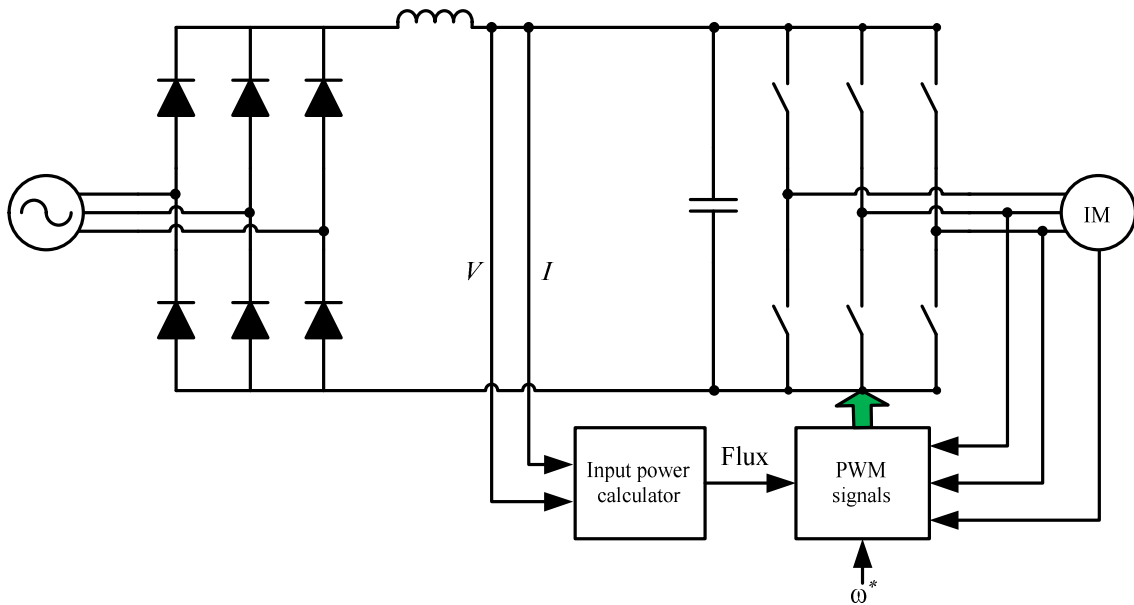 IM
V
I
Flux
Input power
calculator
PWM
signals
ω*